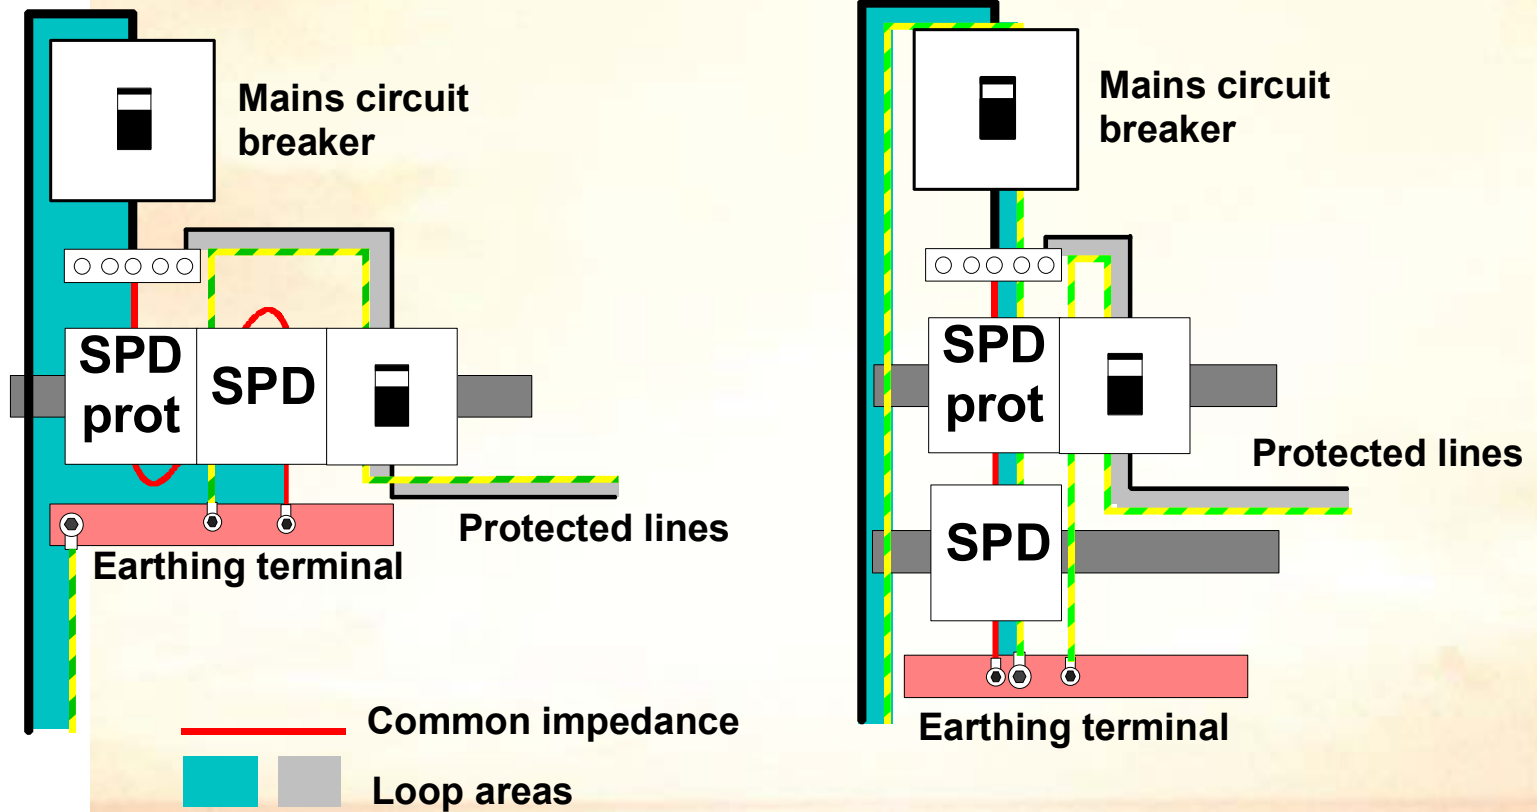 Mains circuit
breaker
SPD
prot
SPD
Protected lines
Earthing terminal
Common impedance
Loop areas
Mains circuit
breaker
SPD
prot
Protected lines
SPD
Earthing terminal